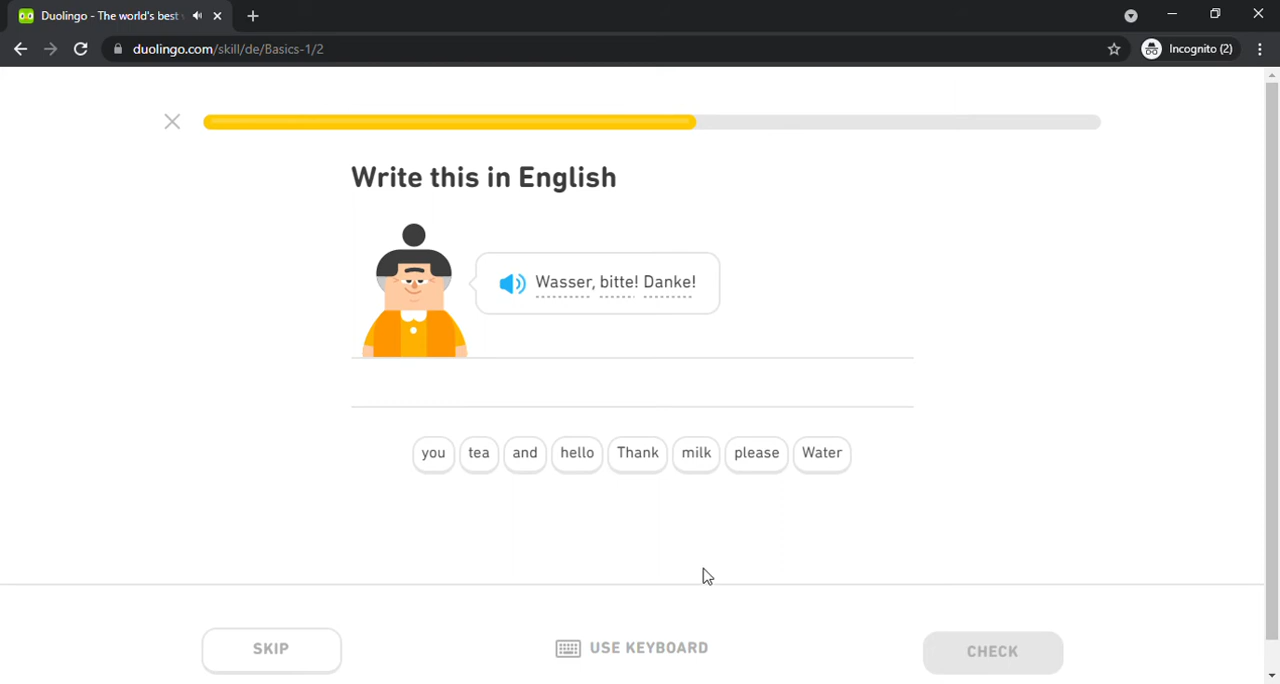 Duolingo - The world's best
duolingo.com/skill/de/Basics-1/2
Incognito (2)
Write this in English
Wasser, bitte! Danke!
you tea and hello Thank milk please Water
SKIP USE KEYBOARD CHECK